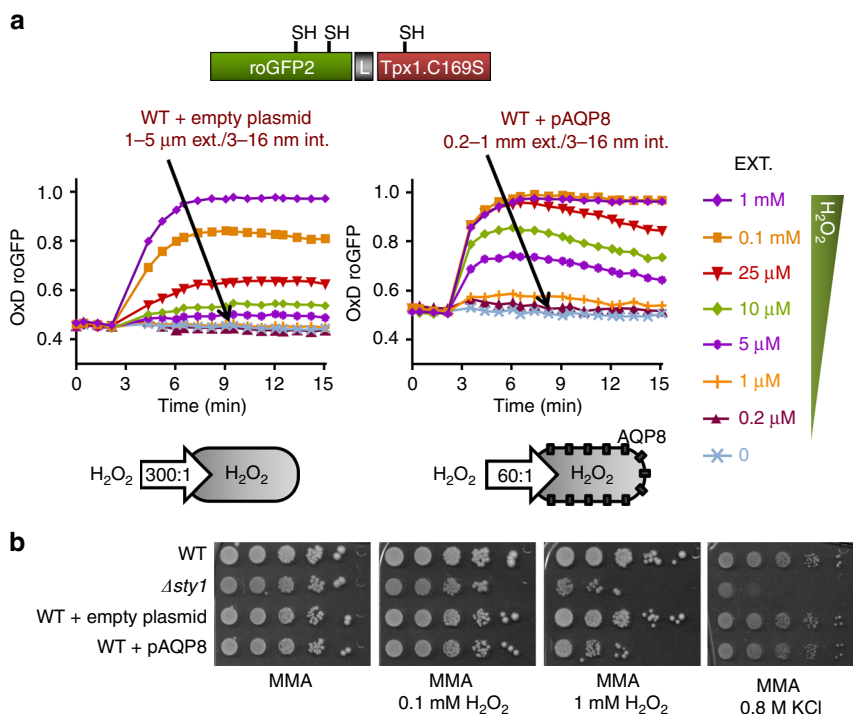 a
SH SH SH
roGFP2 L Tpx1.C169S
WT + empty plasmid
1–5 µm ext./3–16 nm int.
WT + pAQP8
0.2–1 mm ext./3–16 nm int.
OxD roGFP
1.0
0.8
0.6
0.4
0 3 6 9 12 15
Time (min)
OxD roGFP
1.0
0.8
0.6
0.4
0 3 6 9 12 15
Time (min)
EXT.
1 mM
0.1 mM
25 µM
10 µM
5 µM
1 µM
0.2 µM
0
H₂O₂
H₂O₂ 300:1 H₂O₂
AQP8
H₂O₂ 60:1 H₂O₂
b
WT
Δsty1
WT + empty plasmid
WT + pAQP8
MMA
MMA
0.1 mM H₂O₂
MMA
1 mM H₂O₂
MMA
0.8 M KCl